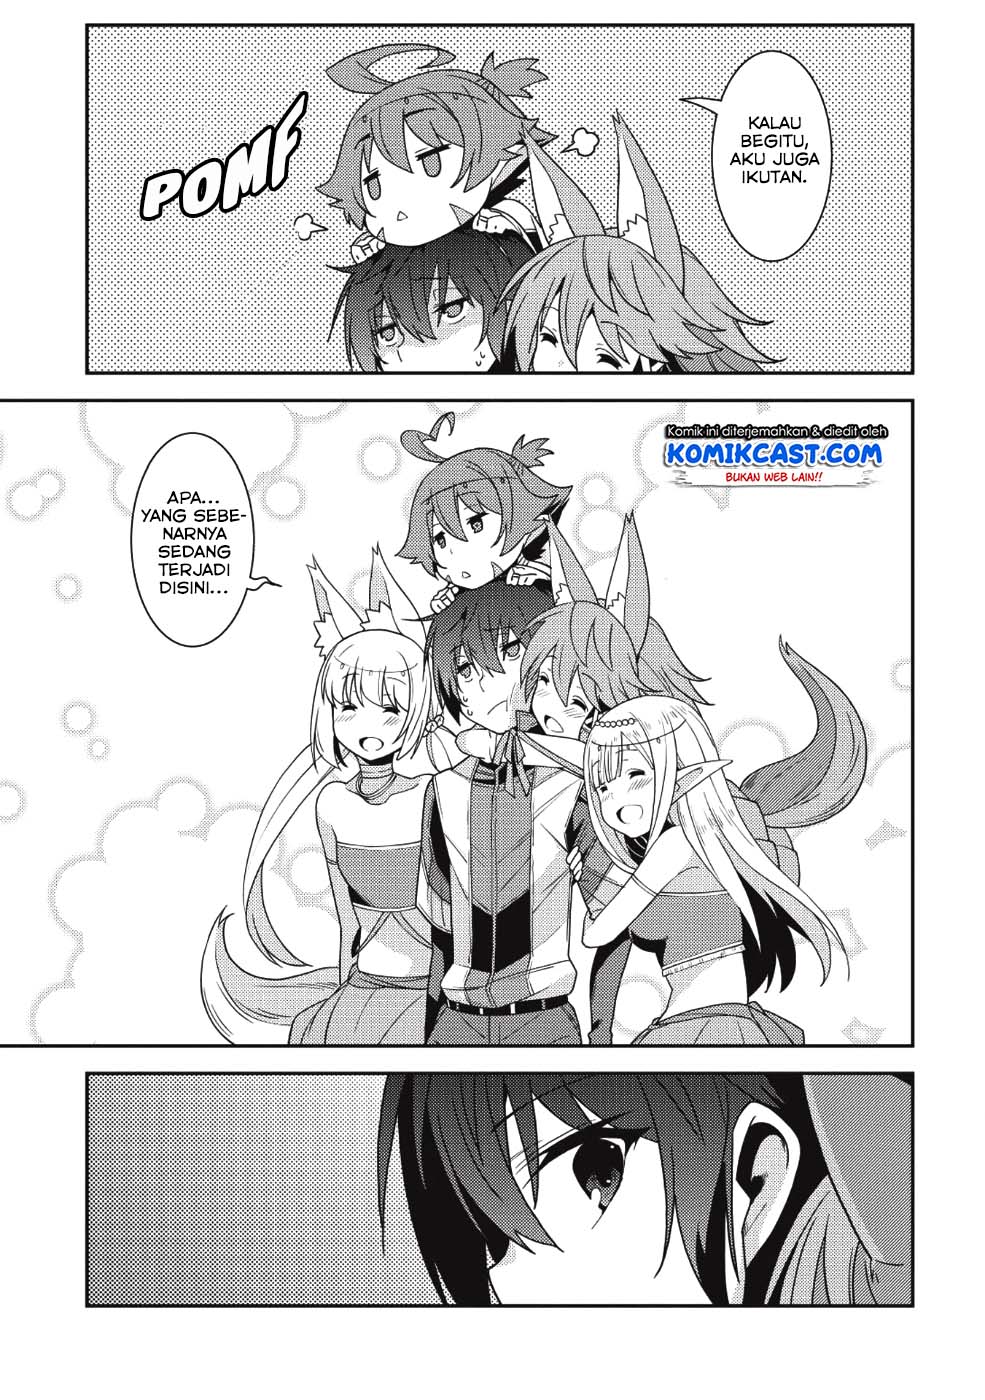 POMF
KALAU
BEGITU,
AKU JUGA
IKUTAN.
Komik ini diterjemahkan & diedit oleh
KOMIKCAST.COM
BUKAN WEB LAIN!!
APA...
YANG SEBE-
NARNYA
SEDANG
TERJADI
DISINI...